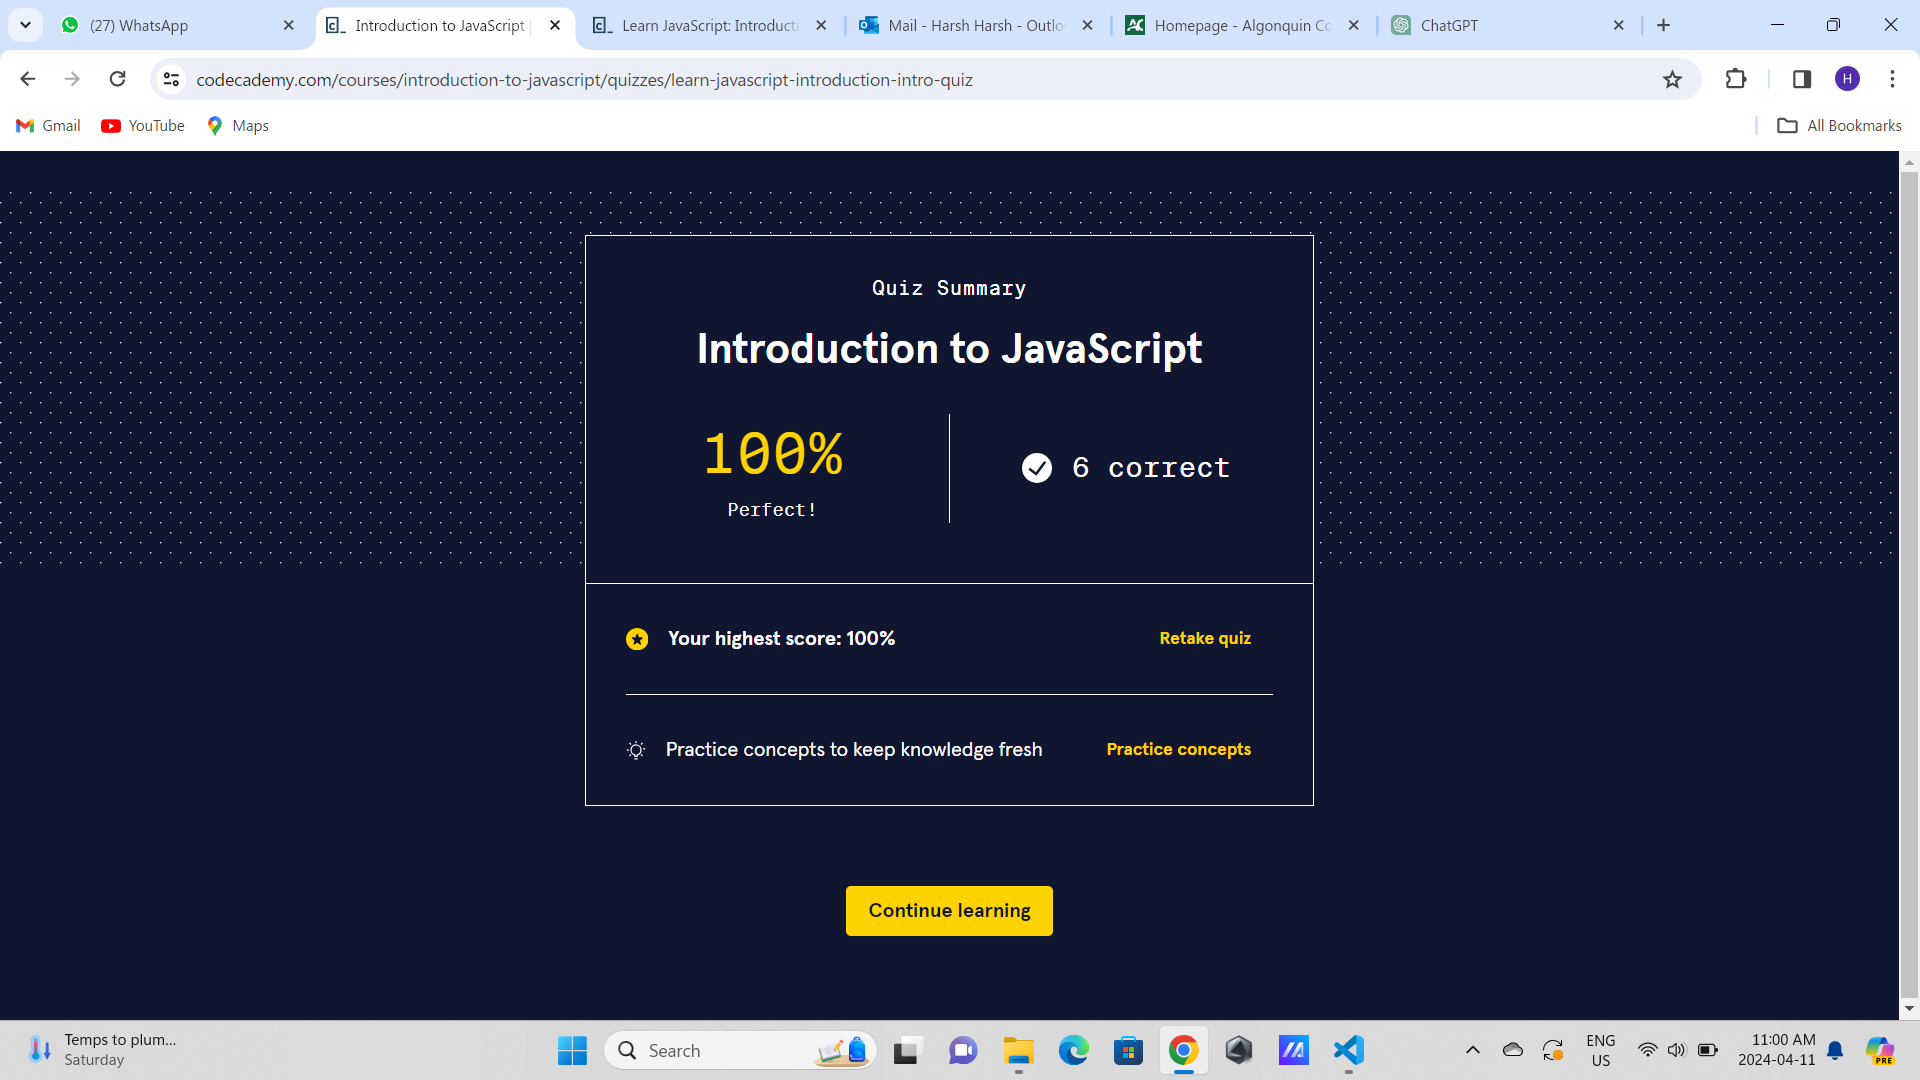 (27) WhatsApp
Introduction to JavaScript |
Learn JavaScript: Introducti
Mail - Harsh Harsh - Outlo
Homepage - Algonquin Co
ChatGPT
codecademy.com/courses/introduction-to-javascript/quizzes/learn-javascript-introduction-intro-quiz
H
Gmail
YouTube
Maps
All Bookmarks
Quiz Summary
Introduction to JavaScript
100%
Perfect!
6 correct
Your highest score: 100%
Retake quiz
Practice concepts to keep knowledge fresh
Practice concepts
Continue learning
Temps to plum...
Saturday
Search
ENG
US
11:00 AM
2024-04-11
PRE